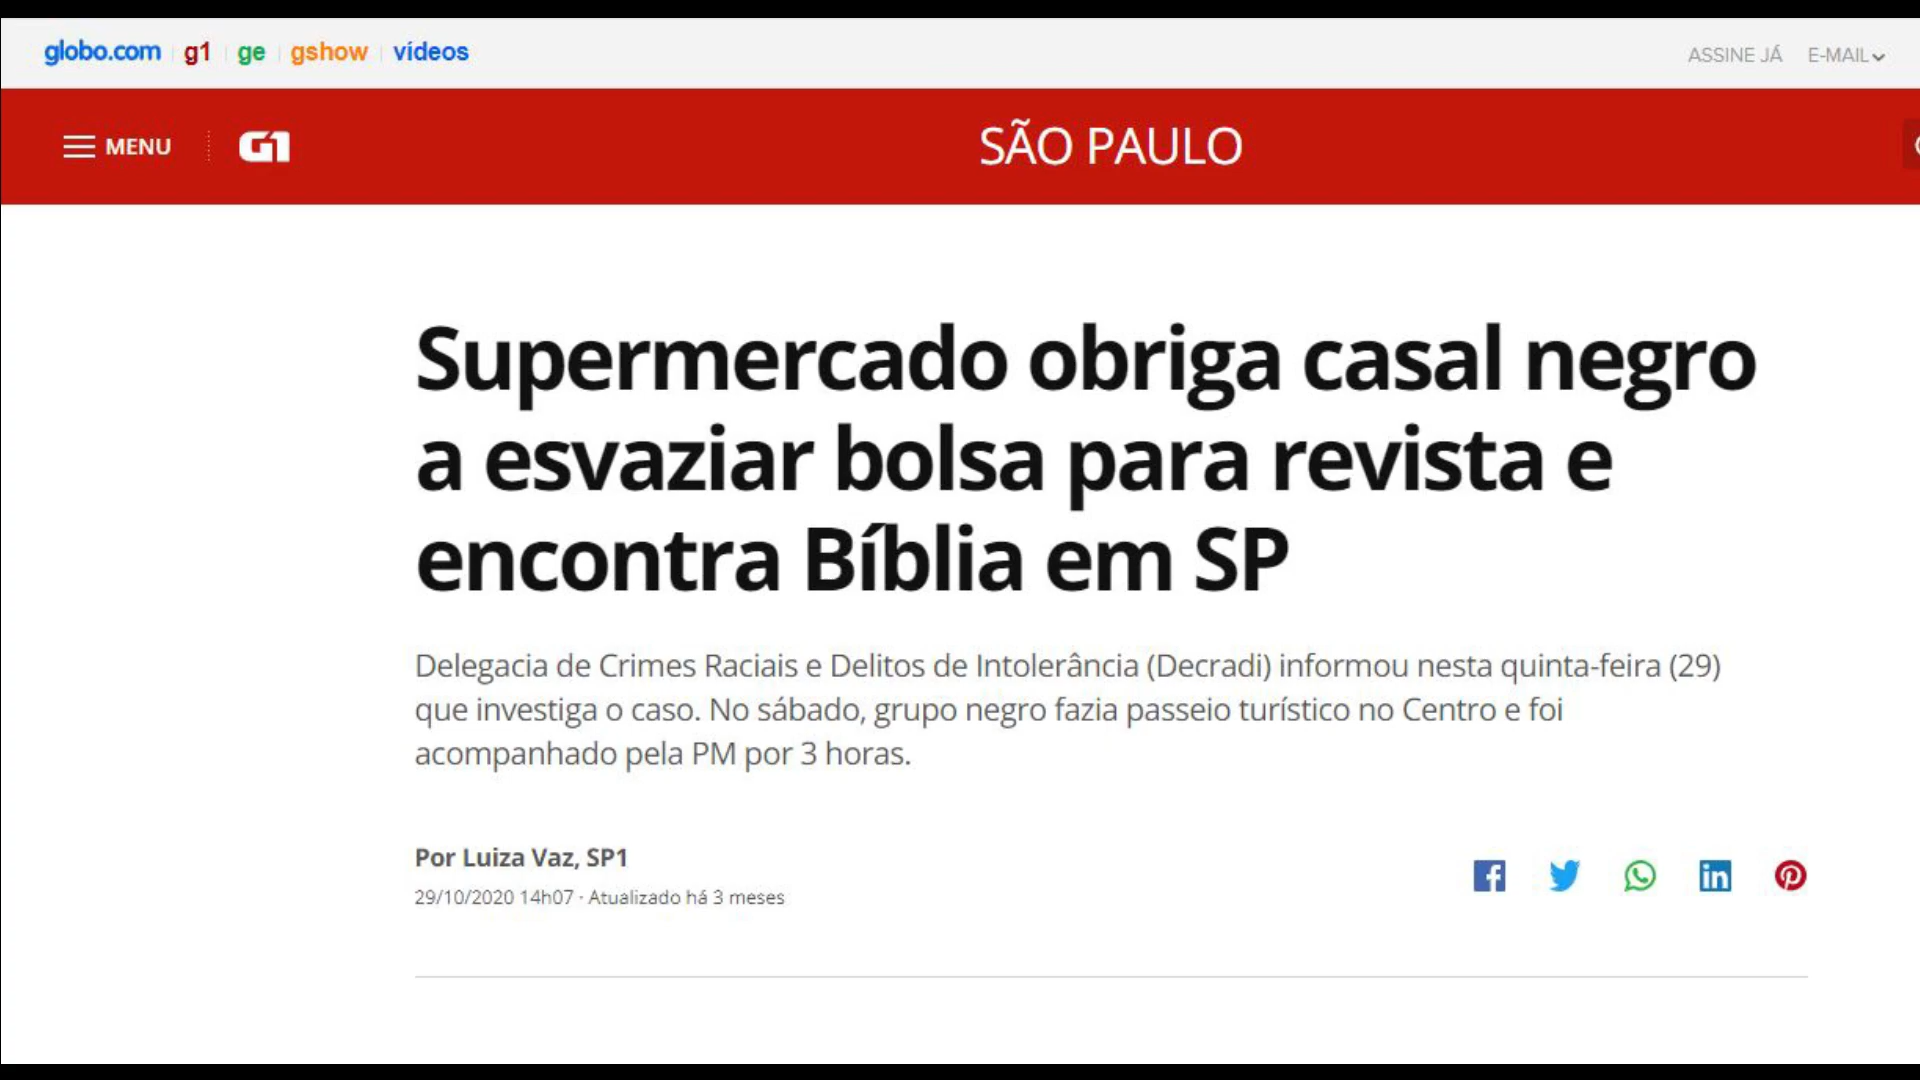 globo.com g1 ge gshow vídeos ASSINE JÁ E-MAIL
MENU G1 SÃO PAULO
Supermercado obriga casal negro
a esvaziar bolsa para revista e
encontra Bíblia em SP
Delegacia de Crimes Raciais e Delitos de Intolerância (Decradi) informou nesta quinta-feira (29)
que investiga o caso. No sábado, grupo negro fazia passeio turístico no Centro e foi
acompanhado pela PM por 3 horas.
Por Luiza Vaz, SP1
29/10/2020 14h07 · Atualizado há 3 meses